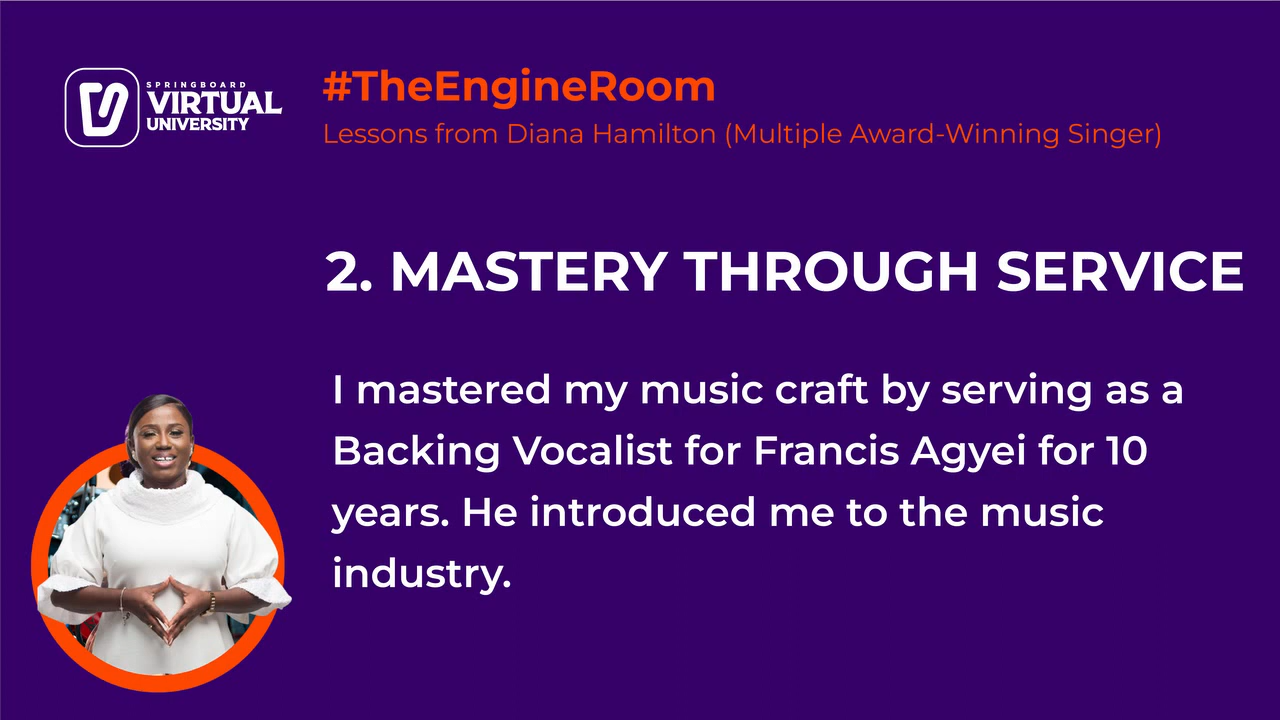 SPRINGBOARD
VIRTUAL
UNIVERSITY
#TheEngineRoom
Lessons from Diana Hamilton (Multiple Award-Winning Singer)
2. MASTERY THROUGH SERVICE
I mastered my music craft by serving as a
Backing Vocalist for Francis Agyei for 10
years. He introduced me to the music
industry.